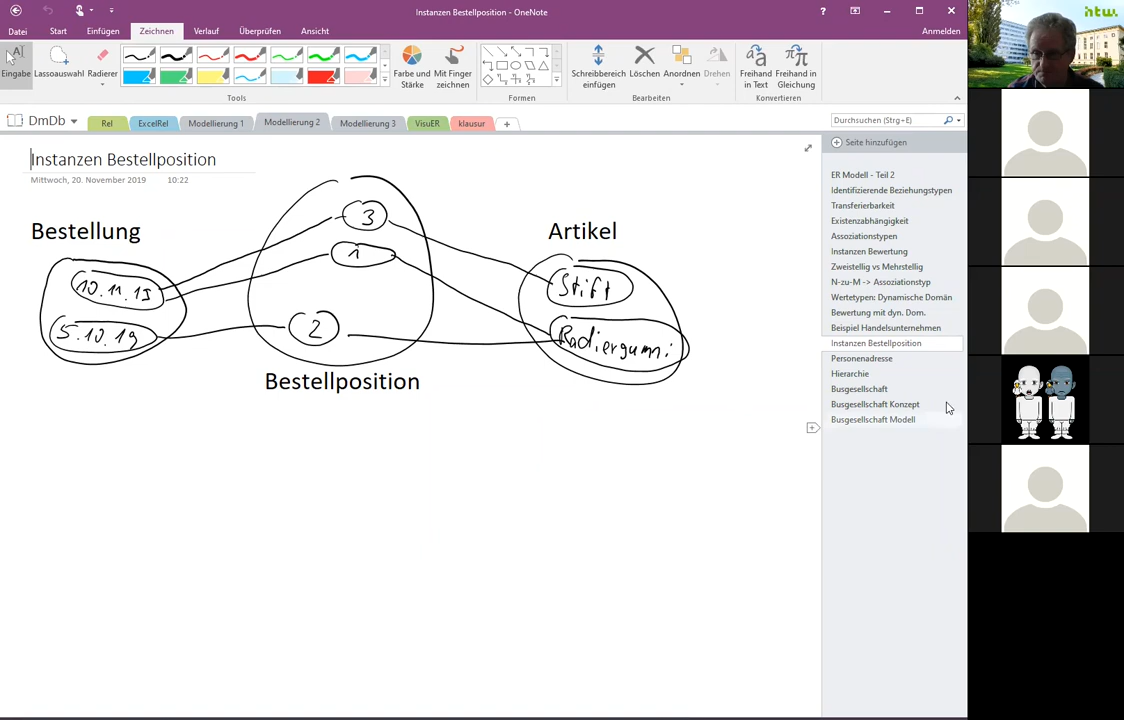 Instanzen Bestellposition - OneNote
?
Datei Start Einfügen Zeichnen Verlauf Überprüfen Ansicht
Anmelden
Eingabe Lassoauswahl Radierer
Farbe und Stärke
Mit Finger zeichnen
Schreibbereich einfügen
Löschen Anordnen Drehen
Freihand in Text
Freihand in Gleichung
Tools Formen Bearbeiten Konvertieren
DmDb Rel ExcelRel Modellierung 1 Modellierung 2 Modellierung 3 VisuER klausur
Durchsuchen (Strg+E)
Instanzen Bestellposition
Mittwoch, 20. November 2019 10:22
Bestellung
Artikel
3
1
10.11.19
Stift
5.10.19
2
Radiergummi
Bestellposition
Seite hinzufügen
ER Modell - Teil 2
Identifizierende Beziehungstypen
Transferierbarkeit
Existenzabhängigkeit
Assoziationstypen
Instanzen Bewertung
Zweistellig vs Mehrstellig
N-zu-M -> Assoziationstyp
Wertetypen: Dynamische Domän
Bewertung mit dyn. Dom.
Beispiel Handelsunternehmen
Instanzen Bestellposition
Personenadresse
Hierarchie
Busgesellschaft
Busgesellschaft Konzept
Busgesellschaft Modell
htw